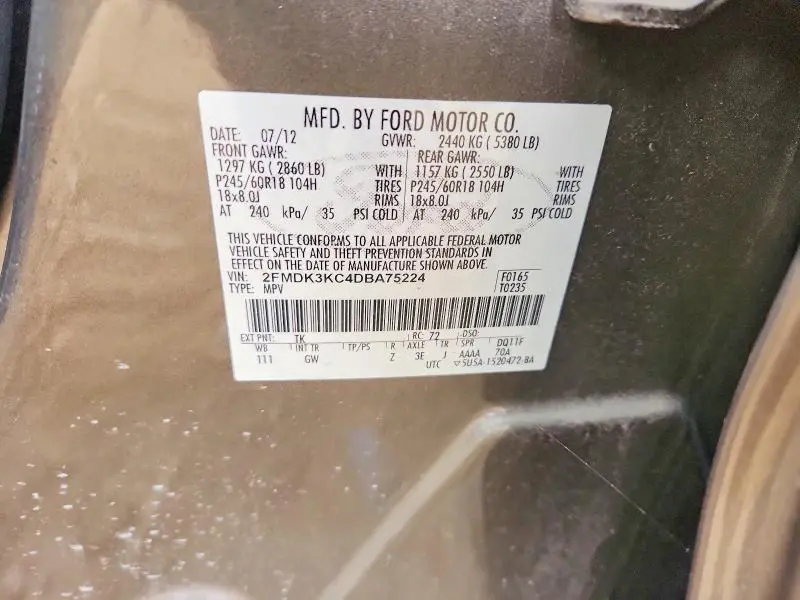 MFD. BY FORD MOTOR CO.
DATE: 07/12 GVWR: 2440 KG ( 5380 LB)
FRONT GAWR: REAR GAWR:
1297 KG ( 2860 LB) WITH 1157 KG ( 2550 LB) WITH
P245/60R18 104H TIRES P245/60R18 104H TIRES
18x8.0J RIMS 18x8.0J RIMS
AT 240 kPa/ 35 PSI COLD AT 240 kPa/ 35 PSI COLD
THIS VEHICLE CONFORMS TO ALL APPLICABLE FEDERAL MOTOR
VEHICLE SAFETY AND THEFT PREVENTION STANDARDS IN
EFFECT ON THE DATE OF MANUFACTURE SHOWN ABOVE.
VIN: 2FMDK3KC4DBA75224 F0165
TYPE: MPV T0235
EXT PNT: TK RC: 72 DSO:
WB INT TR TP/PS R AXLE TR SPR DQ11F
111 GW Z 3E J AAAA 70A
UTC 5U5A-1520472-BA